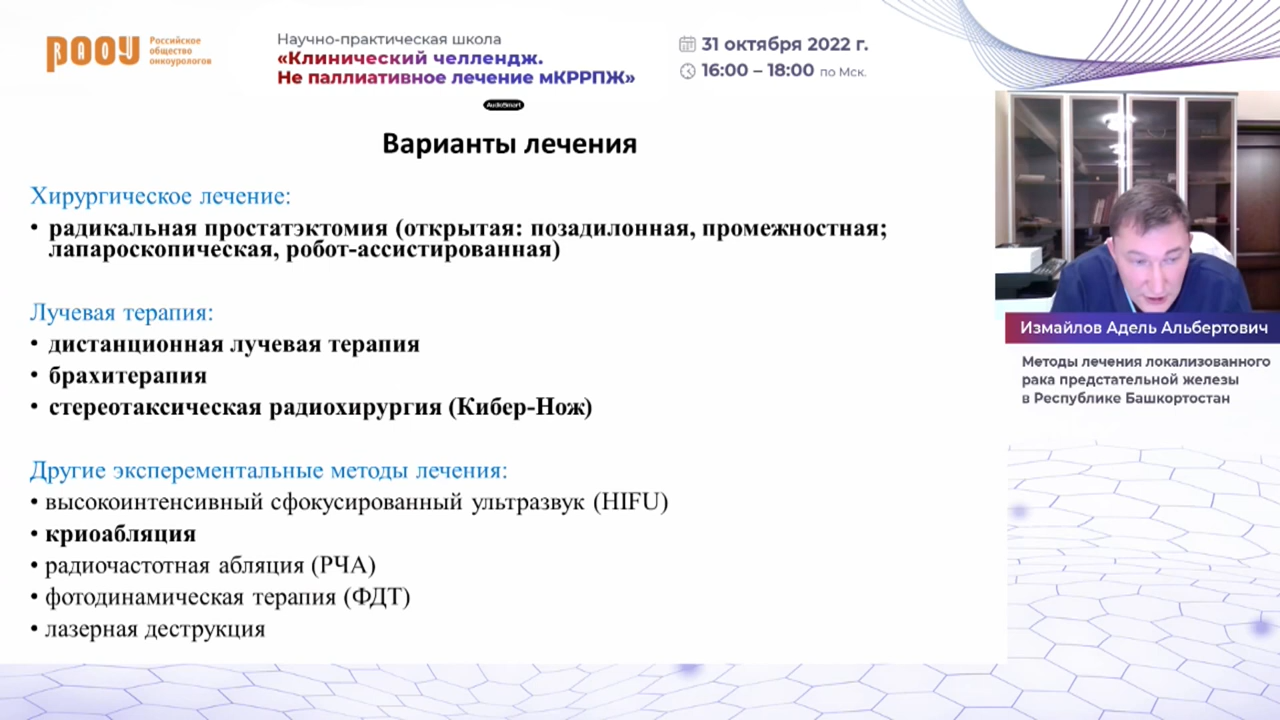 РАОУ
Российское
общество
онкоурологов
Научно-практическая школа
«Клинический челлендж.
Не паллиативное лечение мКРРПЖ»
31 октября 2022 г.
16:00 – 18:00 по Мск.
AudioSmart
Варианты лечения
Хирургическое лечение:
• радикальная простатэктомия (открытая: позадилонная, промежностная;
лапароскопическая, робот-ассистированная)
Лучевая терапия:
• дистанционная лучевая терапия
• брахитерапия
• стереотаксическая радиохирургия (Кибер-Нож)
Другие эксперементальные методы лечения:
• высокоинтенсивный сфокусированный ультразвук (HIFU)
• криоабляция
• радиочастотная абляция (РЧА)
• фотодинамическая терапия (ФДТ)
• лазерная деструкция
Измайлов Адель Альбертович
Методы лечения локализованного
рака предстательной железы
в Республике Башкортостан